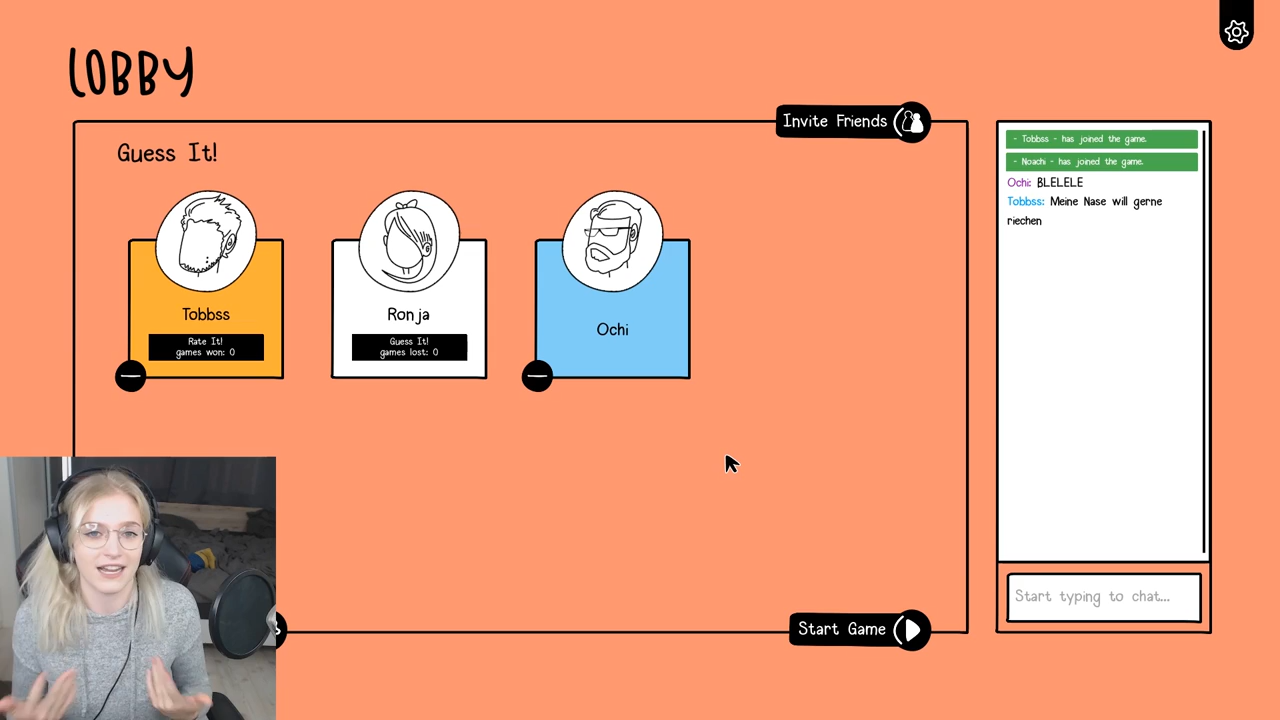 LOBBY
Invite Friends
Guess It!
Tobbss
Rate It!
games won: 0
Ronja
Guess It!
games lost: 0
Ochi
Start Game
- Tobbss - has joined the game.
- Noachi - has joined the game.
Ochi: BLELELE
Tobbss: Meine Nase will gerne
riechen
Start typing to chat...